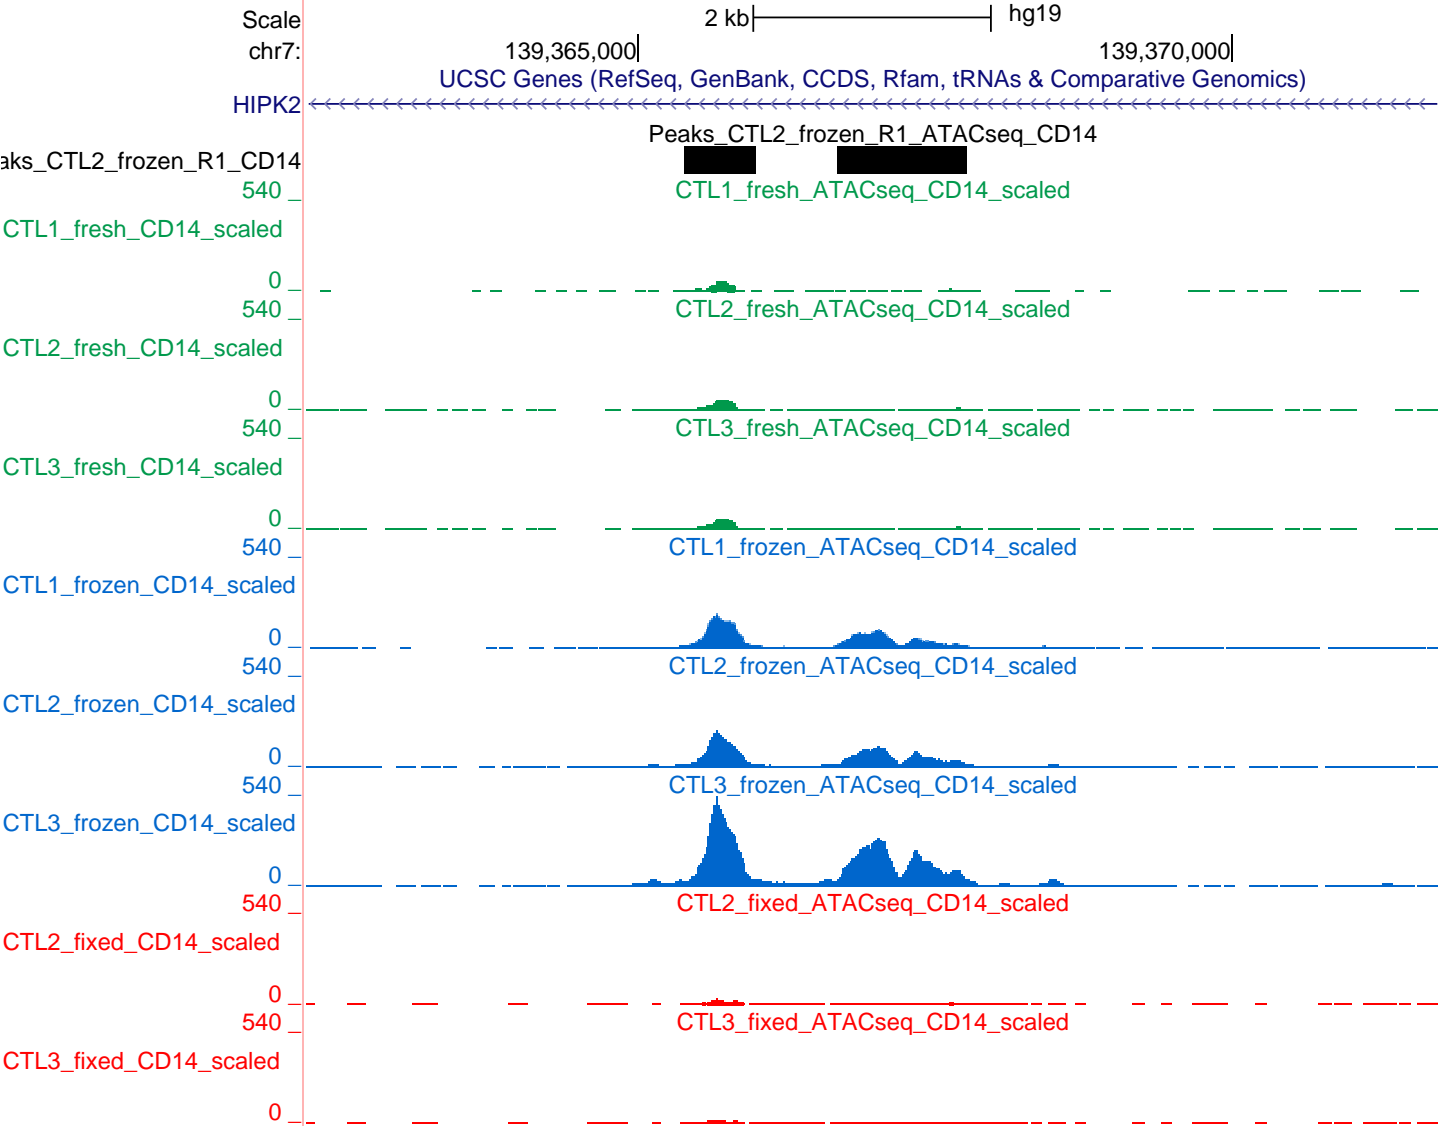 Scale 2 kb hg19
chr7: 139,365,000 139,370,000
UCSC Genes (RefSeq, GenBank, CCDS, Rfam, tRNAs & Comparative Genomics)
HIPK2
Peaks_CTL2_frozen_R1_ATACseq_CD14
aks_CTL2_frozen_R1_CD14
540 _ CTL1_fresh_ATACseq_CD14_scaled
CTL1_fresh_CD14_scaled
0 _
540 _ CTL2_fresh_ATACseq_CD14_scaled
CTL2_fresh_CD14_scaled
0 _
540 _ CTL3_fresh_ATACseq_CD14_scaled
CTL3_fresh_CD14_scaled
0 _
540 _ CTL1_frozen_ATACseq_CD14_scaled
CTL1_frozen_CD14_scaled
0 _
540 _ CTL2_frozen_ATACseq_CD14_scaled
CTL2_frozen_CD14_scaled
0 _
540 _ CTL3_frozen_ATACseq_CD14_scaled
CTL3_frozen_CD14_scaled
0 _
540 _ CTL2_fixed_ATACseq_CD14_scaled
CTL2_fixed_CD14_scaled
0 _
540 _ CTL3_fixed_ATACseq_CD14_scaled
CTL3_fixed_CD14_scaled
0 _